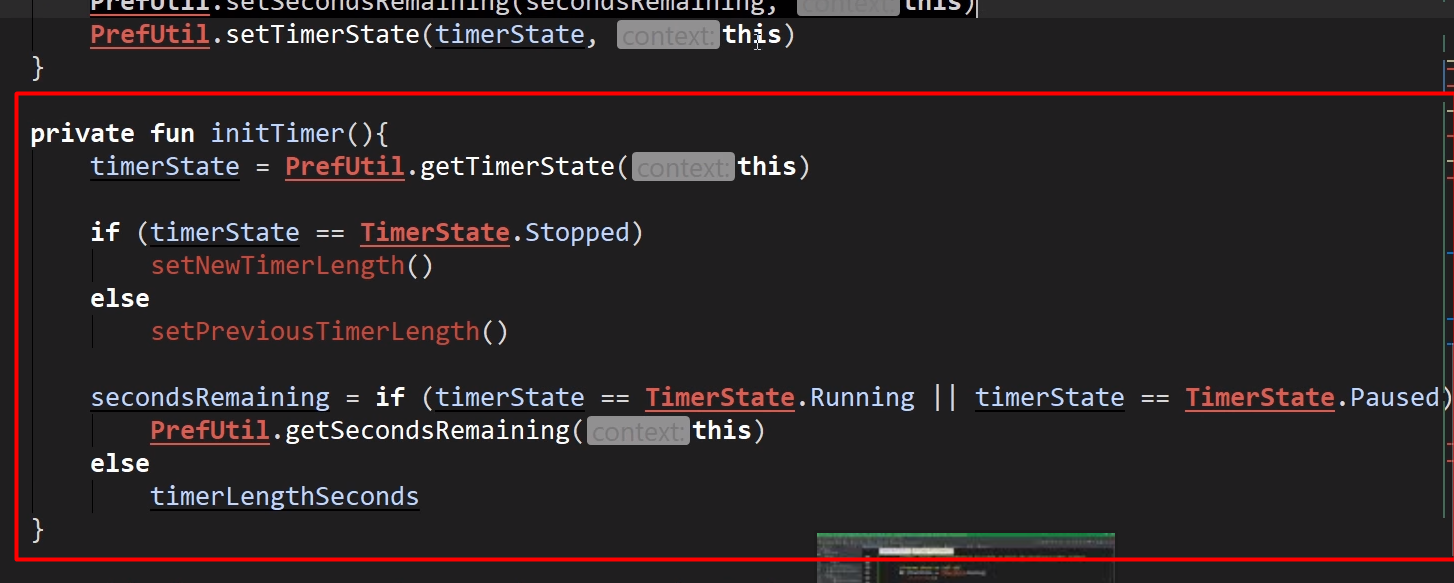 PrefUtil.setSecondsRemaining(secondsRemaining, context: this)
PrefUtil.setTimerState(timerState, context: this)
}
private fun initTimer(){
timerState = PrefUtil.getTimerState(context: this)
if (timerState == TimerState.Stopped)
setNewTimerLength()
else
setPreviousTimerLength()
secondsRemaining = if (timerState == TimerState.Running || timerState == TimerState.Paused)
PrefUtil.getSecondsRemaining(context: this)
else
timerLengthSeconds
}